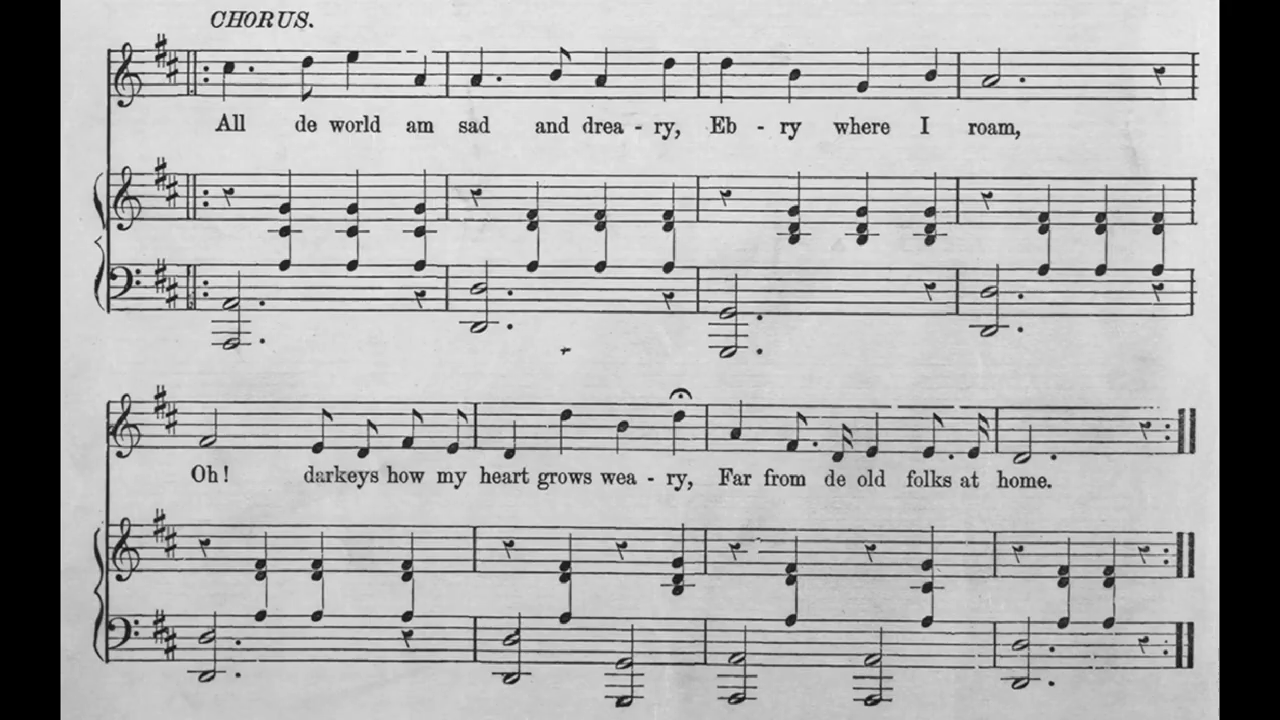 CHORUS.
All de world am sad and drea - ry, Eb - ry where I roam,
Oh! darkeys how my heart grows wea - ry, Far from de old folks at home.